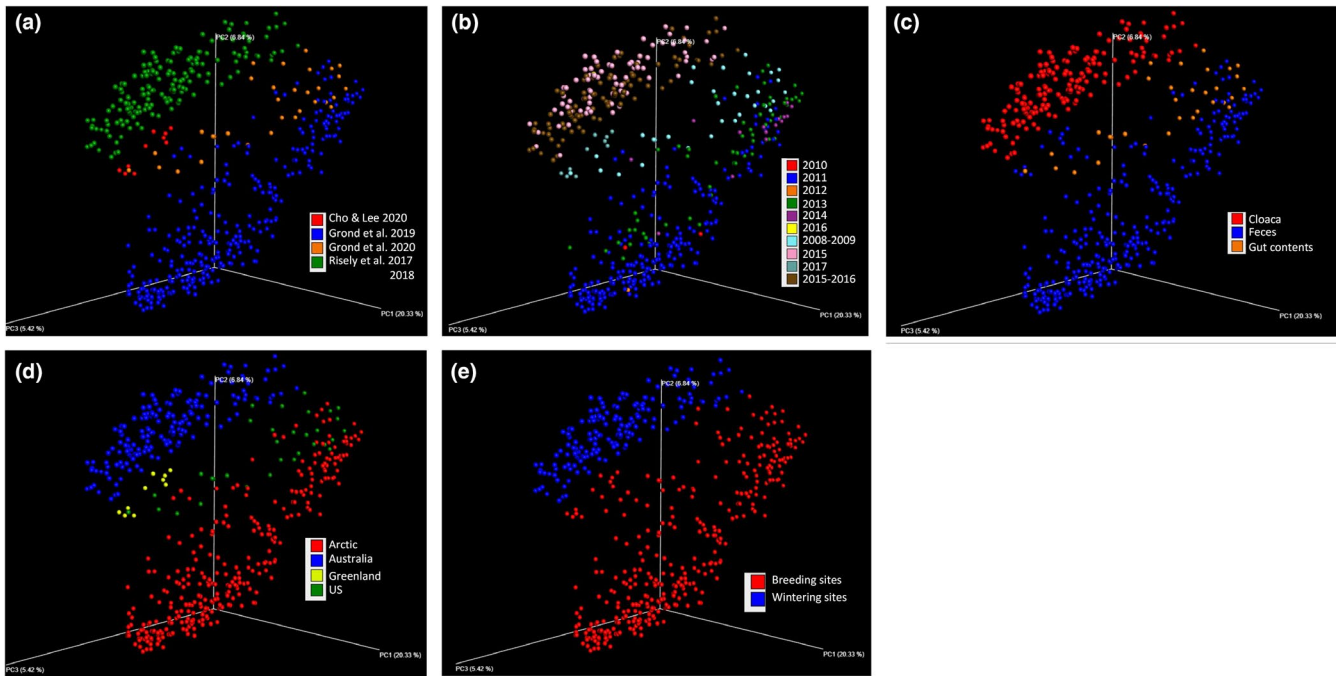 (a)
PC2 (6.84 %)
Cho & Lee 2020
Grond et al. 2019
Grond et al. 2020
Risely et al. 2017
2018
PC1 (20.33 %)
PC3 (5.42 %)
(b)
PC2 (6.84 %)
2010
2011
2012
2013
2014
2016
2008-2009
2015
2017
2015-2016
PC1 (20.33 %)
PC3 (5.42 %)
(c)
PC2 (6.84 %)
Cloaca
Feces
Gut contents
PC1 (20.33 %)
PC3 (5.42 %)
(d)
PC2 (6.84 %)
Arctic
Australia
Greenland
US
PC1 (20.33 %)
PC3 (5.42 %)
(e)
PC2 (6.84 %)
Breeding sites
Wintering sites
PC1 (20.33 %)
PC3 (5.42 %)